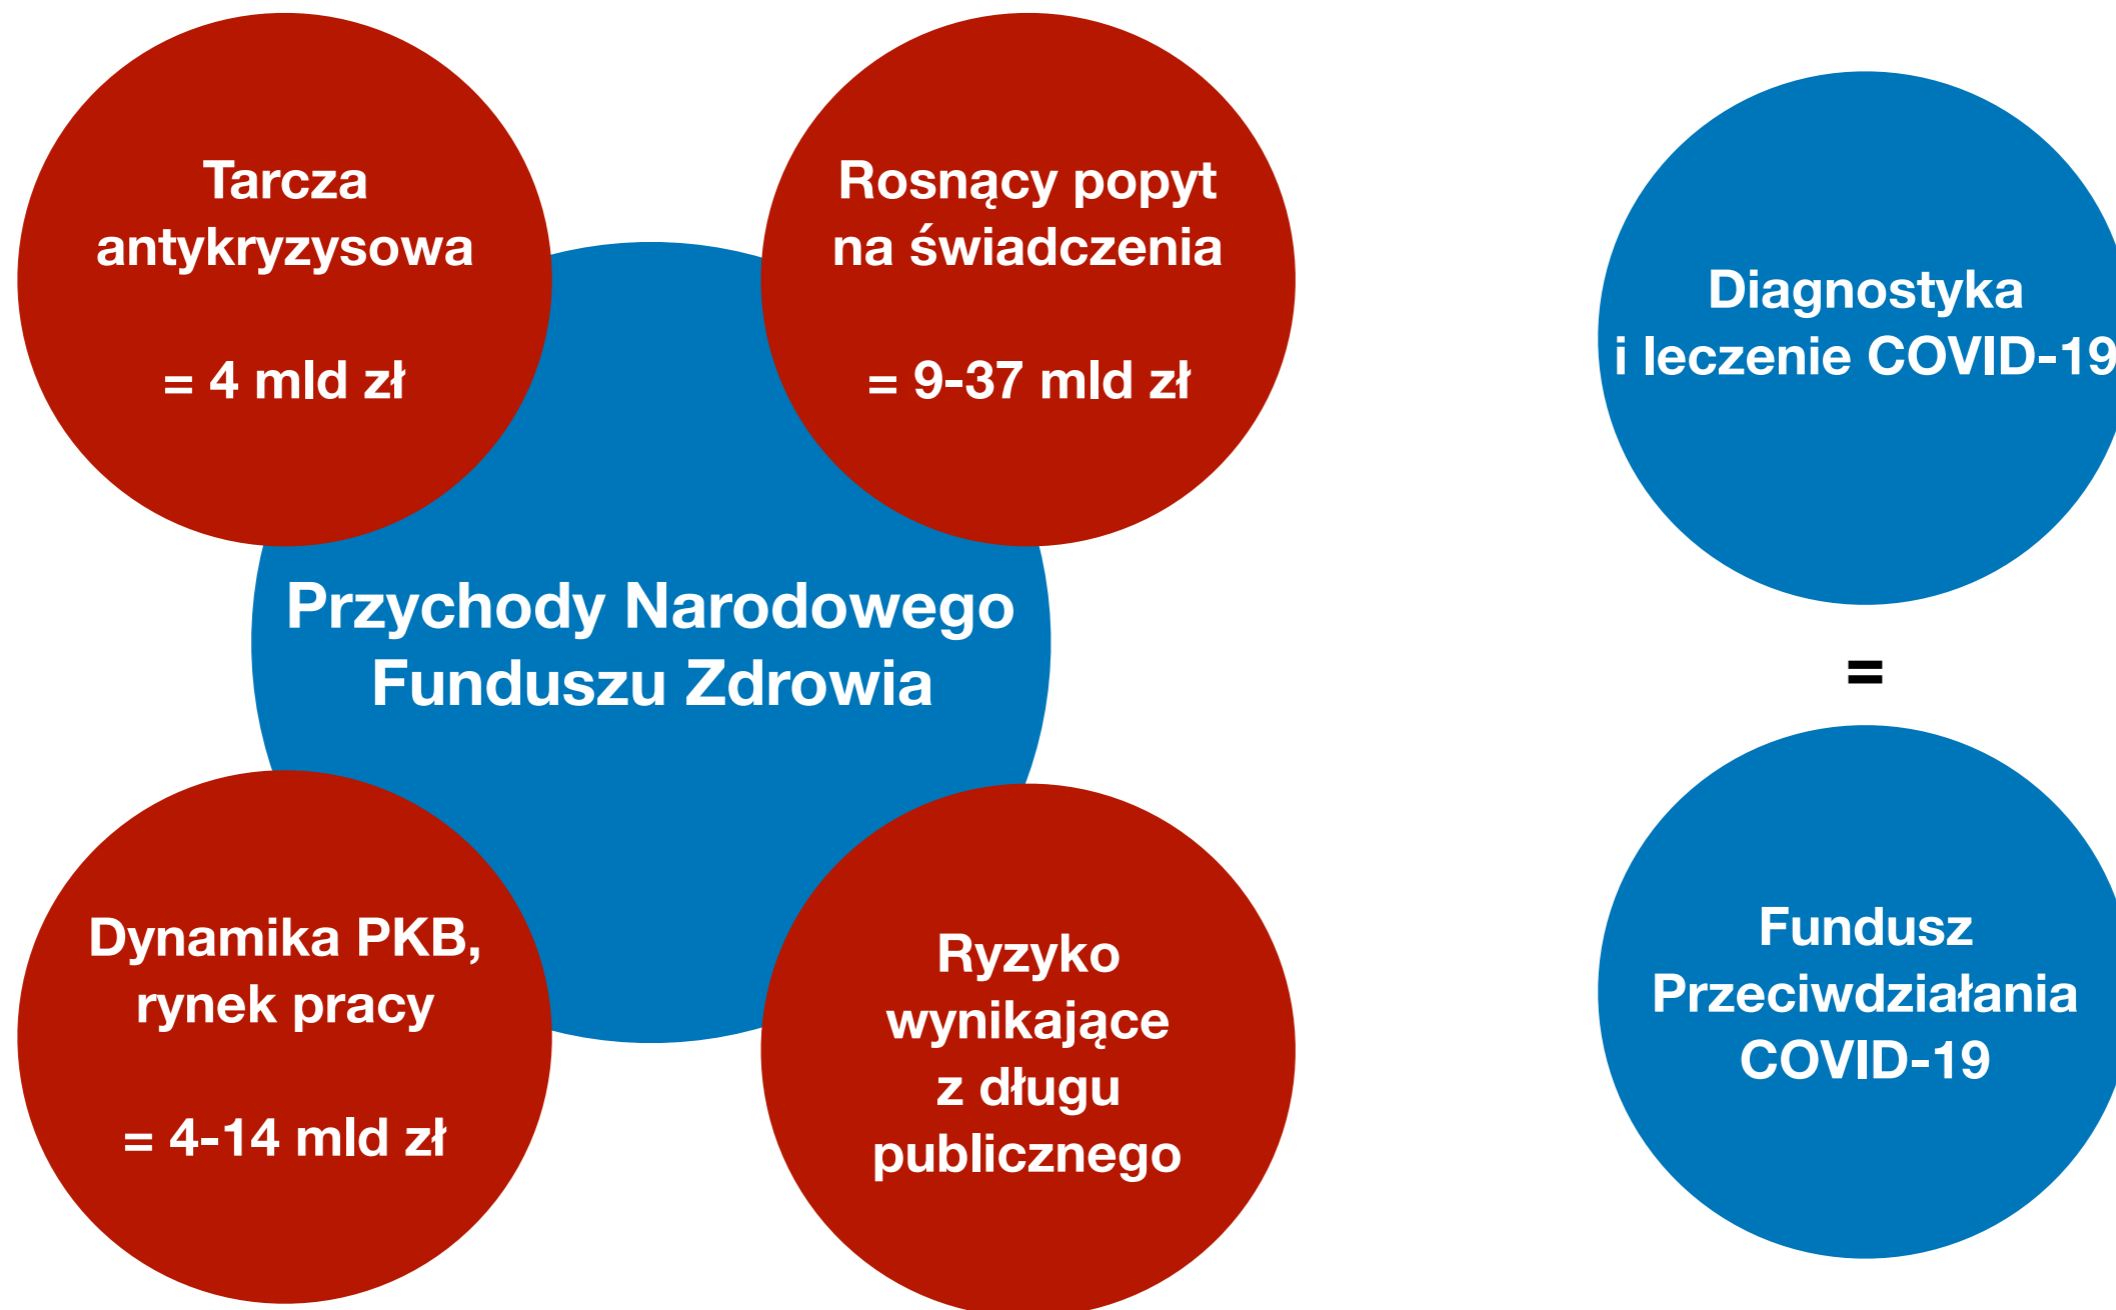 Tarcza
antykryzysowa
= 4 mld zł
Rosnący popyt
na świadczenia
= 9-37 mld zł
Przychody Narodowego
Funduszu Zdrowia
Dynamika PKB,
rynek pracy
= 4-14 mld zł
Ryzyko
wynikające
z długu
publicznego
Diagnostyka
i leczenie COVID-19
=
Fundusz
Przeciwdziałania
COVID-19